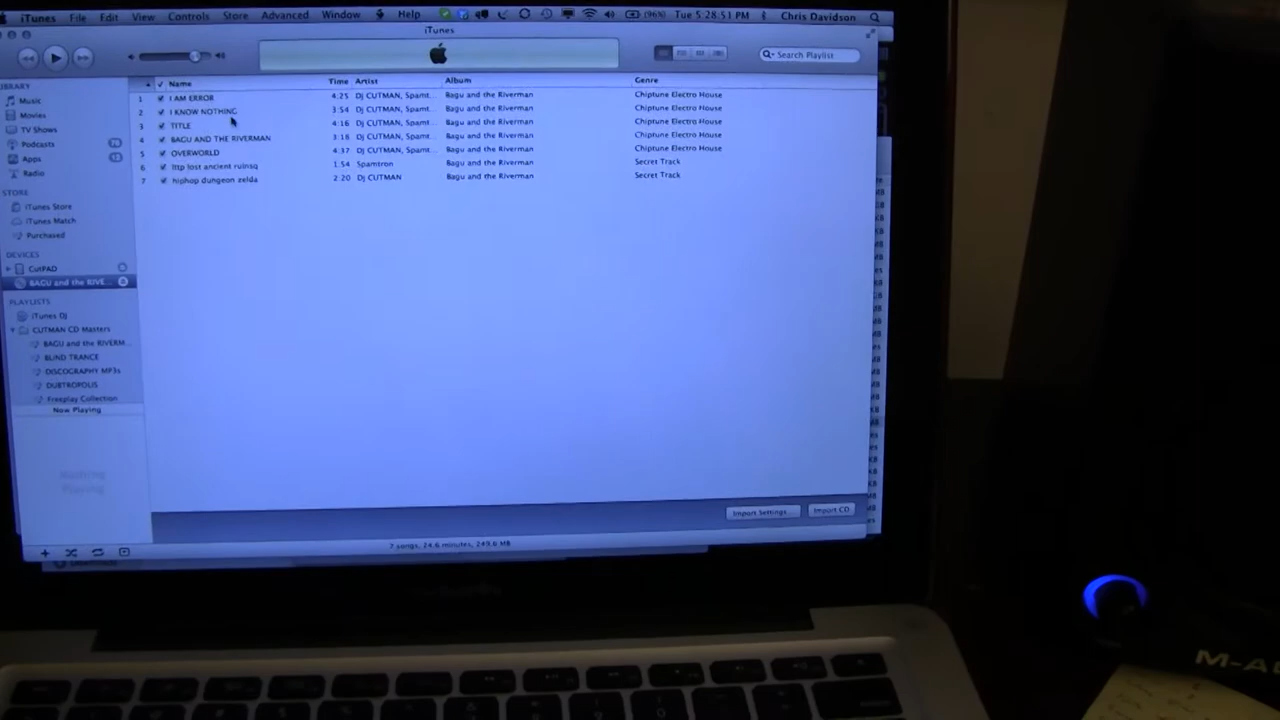 iTunes File Edit View Controls Store Advanced Window Help (96%) Tue 5:28:51 PM Chris Davidson
iTunes
Search Playlist
LIBRARY
Music
Movies
TV Shows
Podcasts
Apps
Radio
STORE
iTunes Store
iTunes Match
Purchased
DEVICES
CutPAD
BAGU and the RIVE...
PLAYLISTS
iTunes DJ
CUTMAN CD Masters
BAGU and the RIVERM...
BLIND TRANCE
DISCOGRAPHY MP3s
DUBTROPOLIS
Freeplay Collection
Now Playing
Nothing
Playing
Name Time Artist Album Genre
1 I AM ERROR 4:25 Dj CUTMAN, Spamt... Bagu and the Riverman Chiptune Electro House
2 I KNOW NOTHING 3:54 Dj CUTMAN, Spamt... Bagu and the Riverman Chiptune Electro House
3 TITLE 4:16 Dj CUTMAN, Spamt... Bagu and the Riverman Chiptune Electro House
4 BAGU AND THE RIVERMAN 3:18 Dj CUTMAN, Spamt... Bagu and the Riverman Chiptune Electro House
5 OVERWORLD 4:37 Dj CUTMAN, Spamt... Bagu and the Riverman Chiptune Electro House
6 lttp lost ancient ruinsq 1:54 Spamtron Bagu and the Riverman Secret Track
7 hiphop dungeon zelda 2:20 Dj CUTMAN Bagu and the Riverman Secret Track
Import Settings... Import CD
7 songs, 24.6 minutes, 249.6 MB
M-A